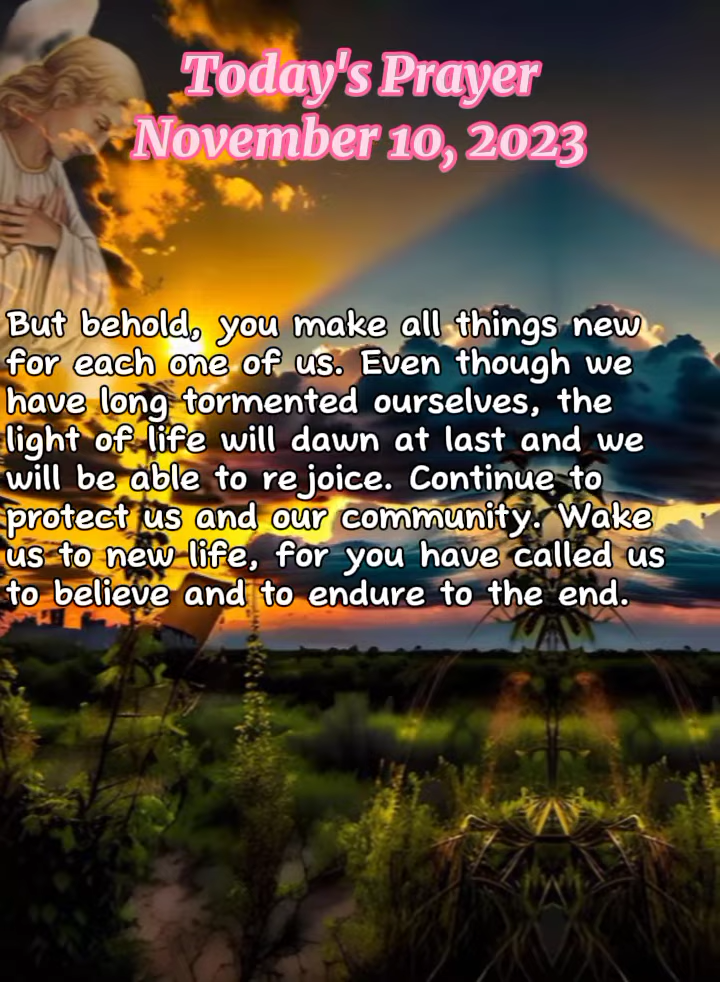 Today's Prayer
November 10, 2023
But behold, you make all things new
for each one of us. Even though we
have long tormented ourselves, the
light of life will dawn at last and we
will be able to rejoice. Continue to
protect us and our community. Wake
us to new life, for you have called us
to believe and to endure to the end.